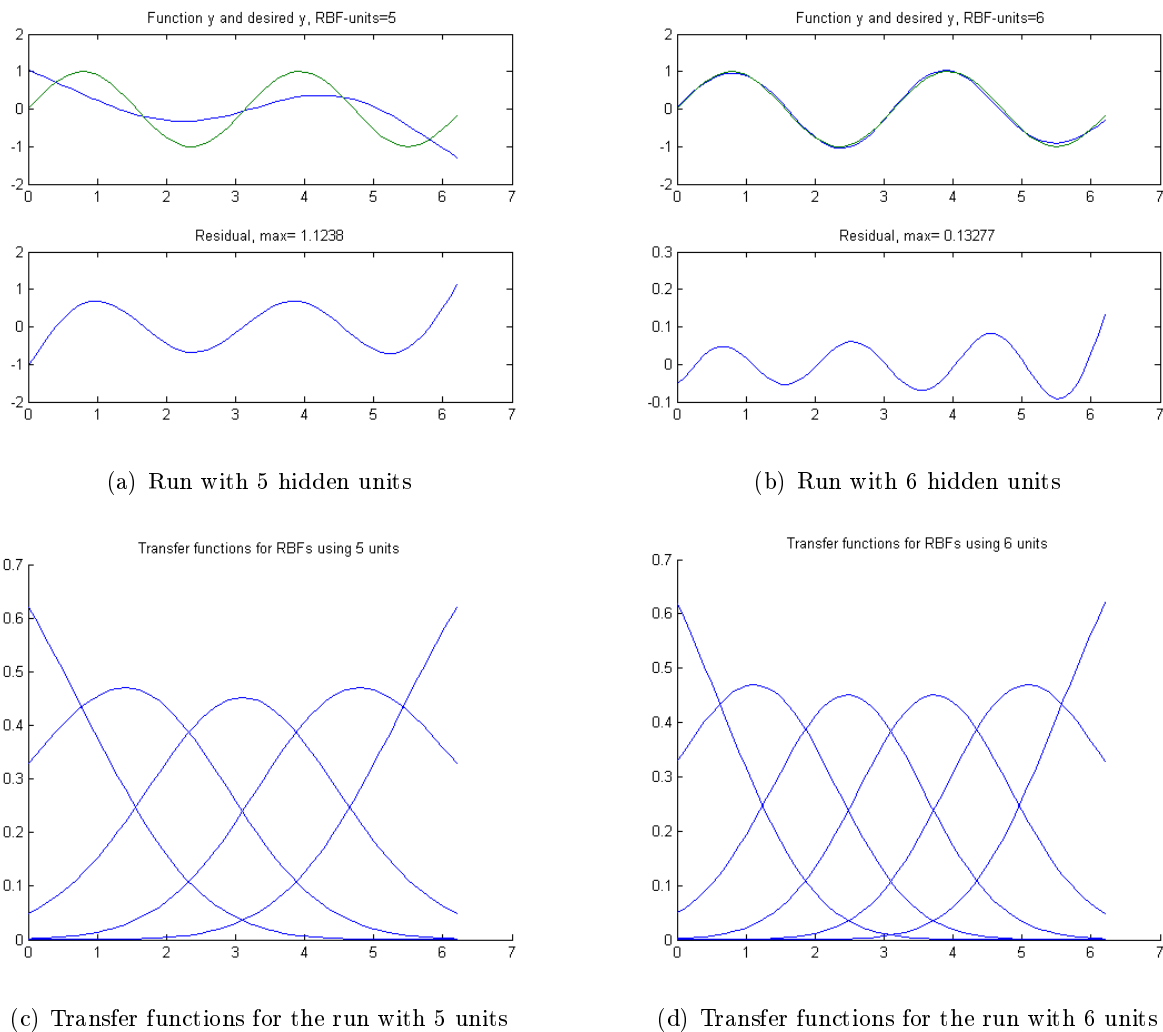 Function y and desired y, RBF-units=5
2
1
0
-1
-2
0 1 2 3 4 5 6 7
Residual, max= 1.1238
2
1
0
-1
-2
0 1 2 3 4 5 6 7
(a) Run with 5 hidden units
Function y and desired y, RBF-units=6
2
1
0
-1
-2
0 1 2 3 4 5 6 7
Residual, max= 0.13277
0.3
0.2
0.1
0
-0.1
0 1 2 3 4 5 6 7
(b) Run with 6 hidden units
Transfer functions for RBFs using 5 units
0.7
0.6
0.5
0.4
0.3
0.2
0.1
0
0 1 2 3 4 5 6 7
(c) Transfer functions for the run with 5 units
Transfer functions for RBFs using 6 units
0.7
0.6
0.5
0.4
0.3
0.2
0.1
0
0 1 2 3 4 5 6 7
(d) Transfer functions for the run with 6 units